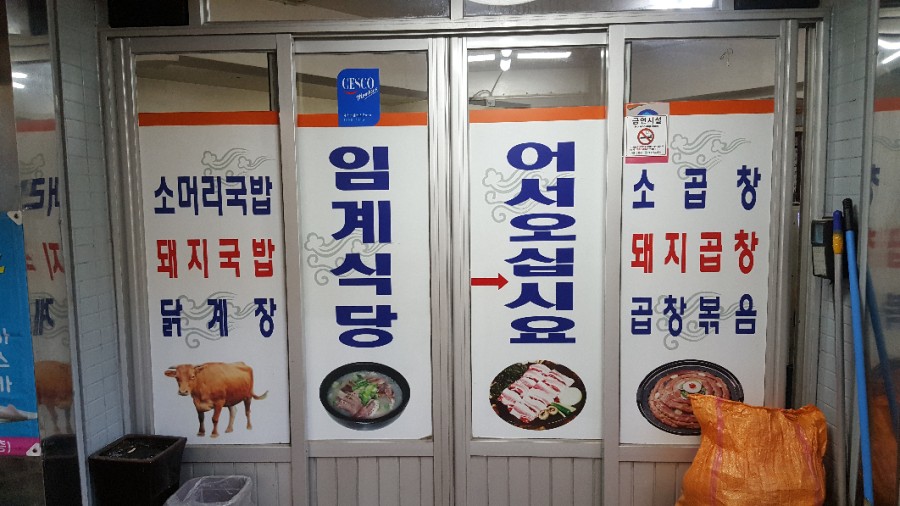 소머리국밥
돼지국밥
닭계장
CESCO
임계식당
어서오십시요
금연시설
소곱창
돼지곱창
곱창볶음